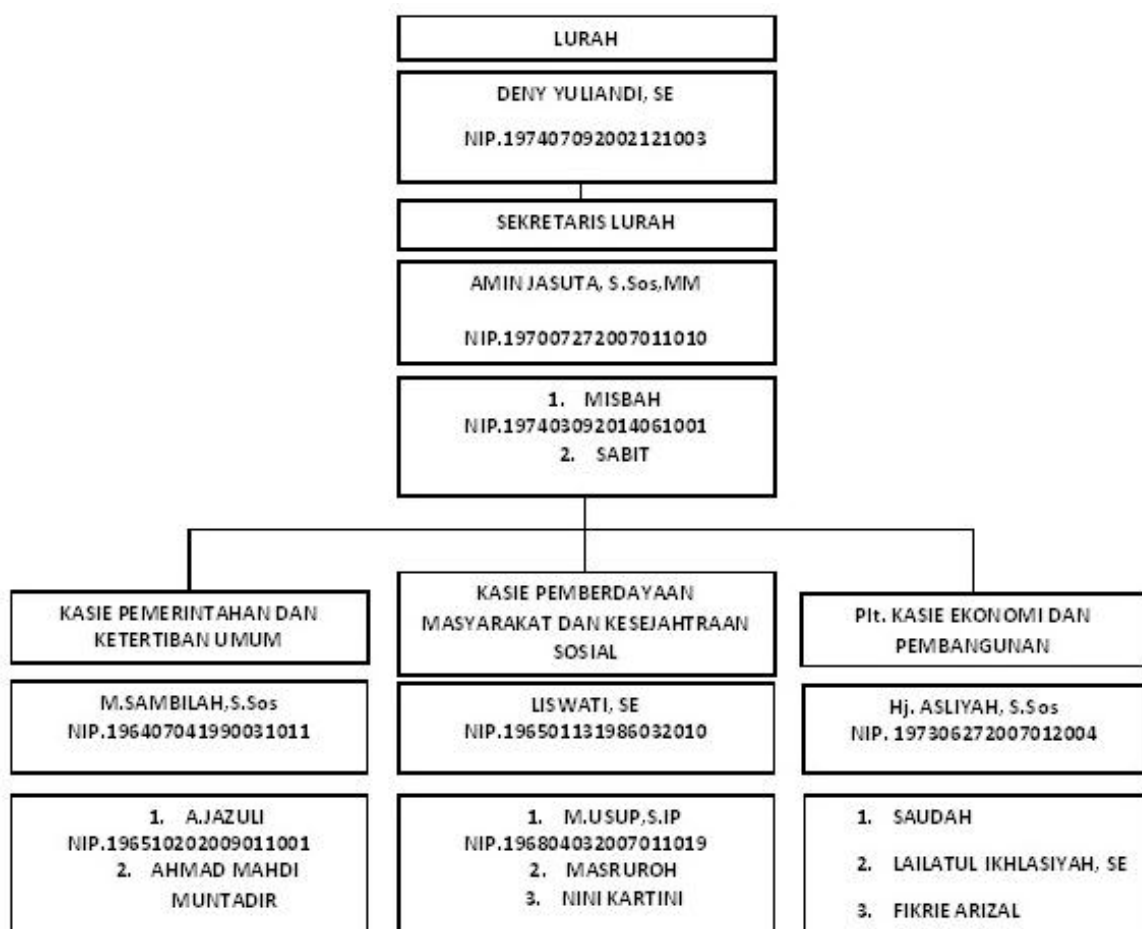 LURAH
DENY YULIANDI, SE
NIP.197407092002121003
SEKRETARIS LURAH
AMIN JASUTA, S.Sos,MM
NIP.197007272007011010
1. MISBAH
NIP.197403092014061001
2. SABIT
KASIE PEMERINTAHAN DAN
KETERTIBAN UMUM
M.SAMBILAH,S.Sos
NIP.196407041990031011
1. A.JAZULI
NIP.196510202009011001
2. AHMAD MAHDI
MUNTADIR
KASIE PEMBERDAYAAN
MASYARAKAT DAN KESEJAHTRAAN
SOSIAL
LISWATI, SE
NIP.196501131986032010
1. M.USUP,S.IP
NIP.196804032007011019
2. MASRUROH
3. NINI KARTINI
Plt. KASIE EKONOMI DAN
PEMBANGUNAN
Hj. ASLIYAH, S.Sos
NIP. 197306272007012004
1. SAUDAH
2. LAILATUL IKHLASIYAH, SE
3. FIKRIE ARIZAL